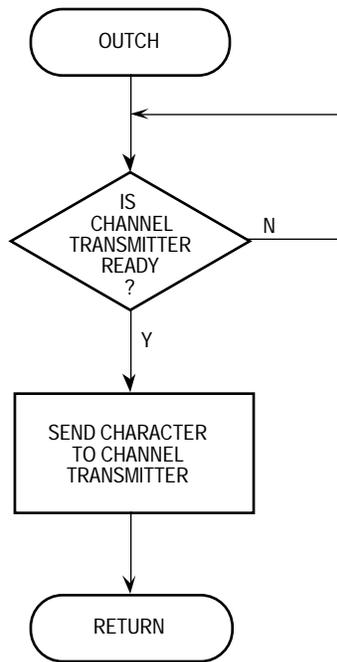 OUTCH
IS
CHANNEL
TRANSMITTER
READY
?
N
Y
SEND CHARACTER
TO CHANNEL
TRANSMITTER
RETURN